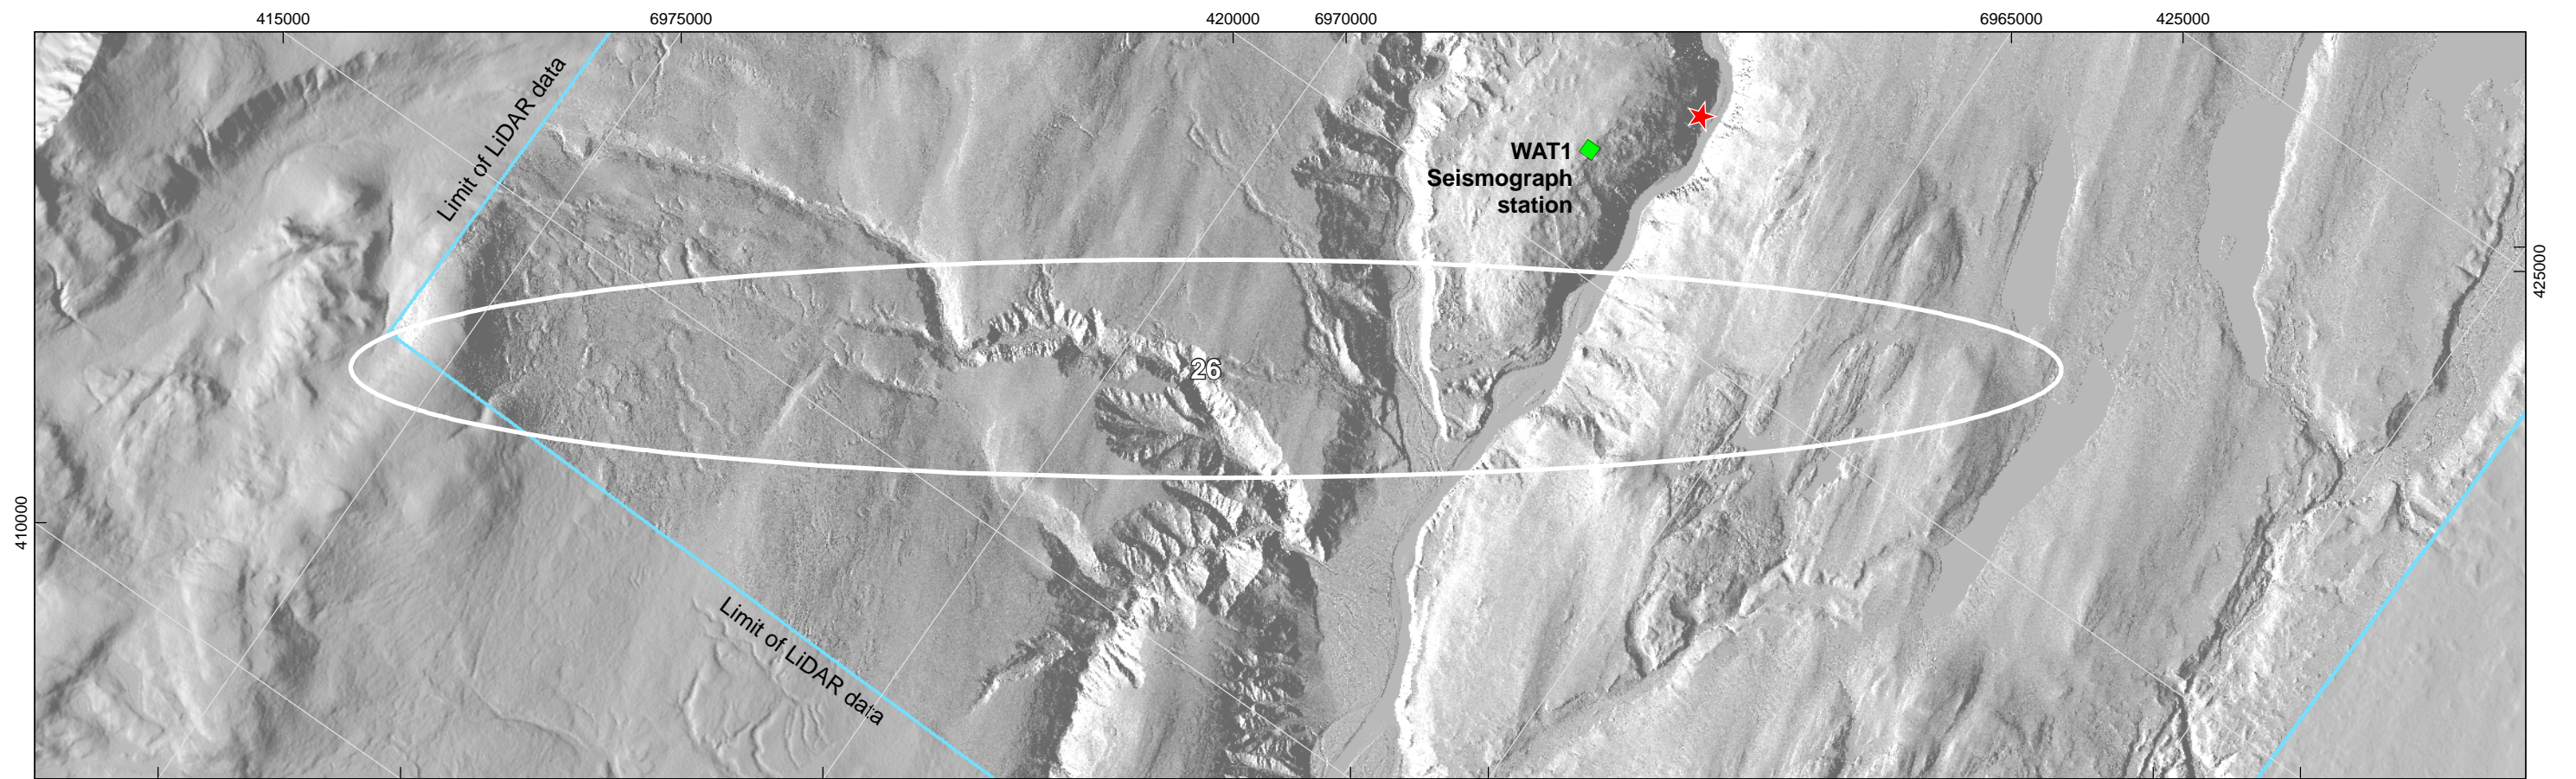 415000
6975000
420000
6970000
6965000
425000
Limit of LiDAR data
WAT1
Seismograph
station
425000
26
410000
Limit of LiDAR data